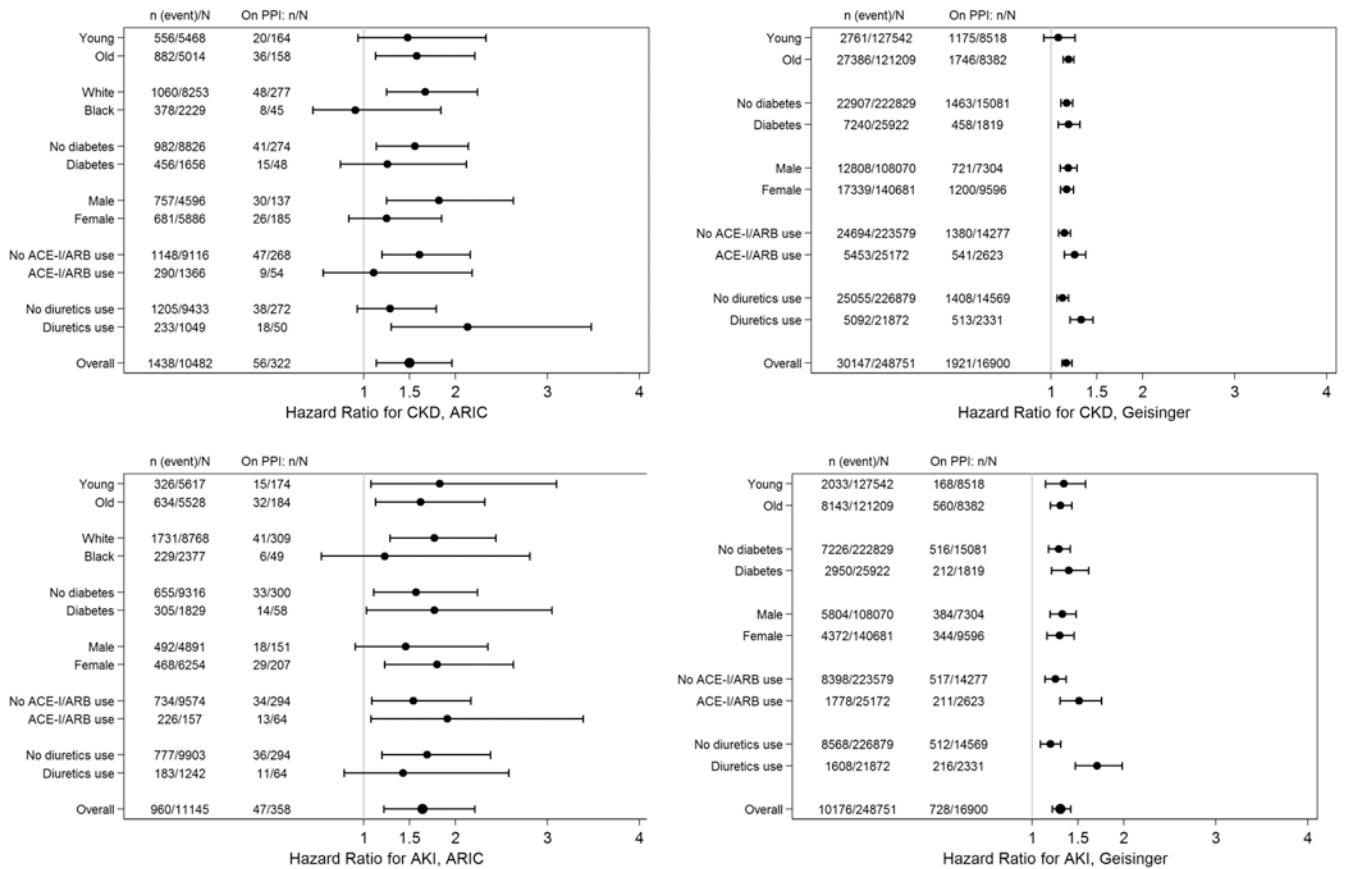 n (event)/N On PPI: n/N
Young 556/5468 20/164
Old 882/5014 36/158
White 1060/8253 48/277
Black 378/2229 8/45
No diabetes 982/8826 41/274
Diabetes 456/1656 15/48
Male 757/4596 30/137
Female 681/5886 26/185
No ACE-I/ARB use 1148/9116 47/268
ACE-I/ARB use 290/1366 9/54
No diuretics use 1205/9433 38/272
Diuretics use 233/1049 18/50
Overall 1438/10482 56/322
1 1.5 2 3 4
Hazard Ratio for CKD, ARIC
n (event)/N On PPI: n/N
Young 2761/127542 1175/8518
Old 27386/121209 1746/8382
No diabetes 22907/222829 1463/15081
Diabetes 7240/25922 458/1819
Male 12808/108070 721/7304
Female 17339/140681 1200/9596
No ACE-I/ARB use 24694/223579 1380/14277
ACE-I/ARB use 5453/25172 541/2623
No diuretics use 25055/226879 1408/14569
Diuretics use 5092/21872 513/2331
Overall 30147/248751 1921/16900
1 1.5 2 3 4
Hazard Ratio for CKD, Geisinger
n (event)/N On PPI: n/N
Young 326/5617 15/174
Old 634/5528 32/184
White 1731/8768 41/309
Black 229/2377 6/49
No diabetes 655/9316 33/300
Diabetes 305/1829 14/58
Male 492/4891 18/151
Female 468/6254 29/207
No ACE-I/ARB use 734/9574 34/294
ACE-I/ARB use 226/157 13/64
No diuretics use 777/9903 36/294
Diuretics use 183/1242 11/64
Overall 960/11145 47/358
1 1.5 2 3 4
Hazard Ratio for AKI, ARIC
n (event)/N On PPI: n/N
Young 2033/127542 168/8518
Old 8143/121209 560/8382
No diabetes 7226/222829 516/15081
Diabetes 2950/25922 212/1819
Male 5804/108070 384/7304
Female 4372/140681 344/9596
No ACE-I/ARB use 8398/223579 517/14277
ACE-I/ARB use 1778/25172 211/2623
No diuretics use 8568/226879 512/14569
Diuretics use 1608/21872 216/2331
Overall 10176/248751 728/16900
1 1.5 2 3 4
Hazard Ratio for AKI, Geisinger